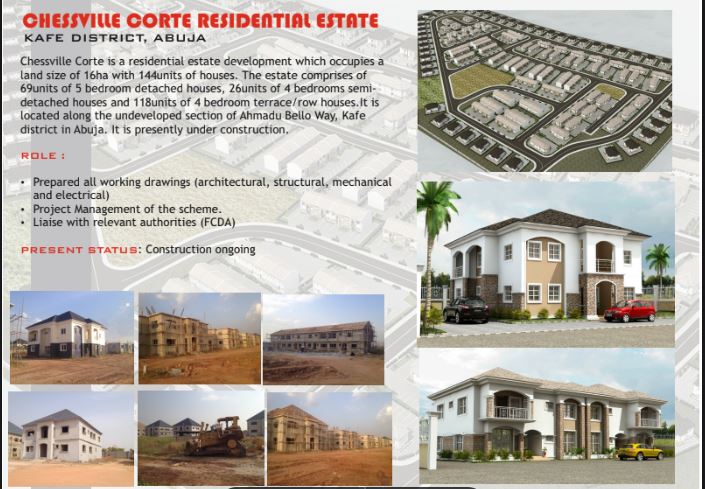 CHESSVILLE CORTE RESIDENTIAL ESTATE
KAFE DISTRICT, ABUJA
Chessville Corte is a residential estate development which occupies a
land size of 16ha with 144units of houses. The estate comprises of
69units of 5 bedroom detached houses, 26units of 4 bedrooms semi-
detached houses and 118units of 4 bedroom terrace/row houses.It is
located along the undeveloped section of Ahmadu Bello Way, Kafe
district in Abuja. It is presently under construction.
ROLE :
• Prepared all working drawings (architectural, structural, mechanical
and electrical)
• Project Management of the scheme.
• Liaise with relevant authorities (FCDA)
PRESENT STATUS: Construction ongoing